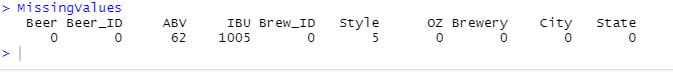 > MissingValues
Beer Beer_ID ABV IBU Brew_ID Style OZ Brewery City State
0 0 62 1005 0 5 0 0 0 0
>